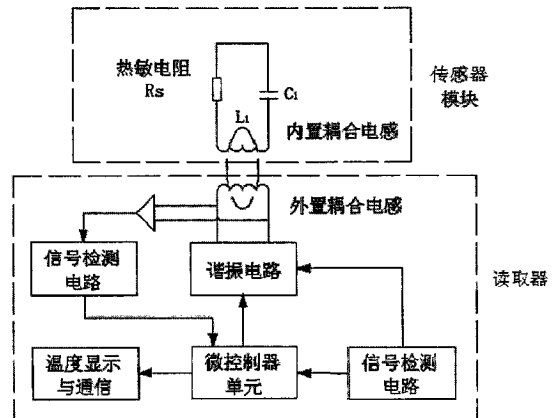 热敏电阻
Rs
C1
L1
内置耦合电感
传感器
模块
外置耦合电感
信号检测
电路
谐振电路
读取器
温度显示
与通信
微控制器
单元
信号检测
电路